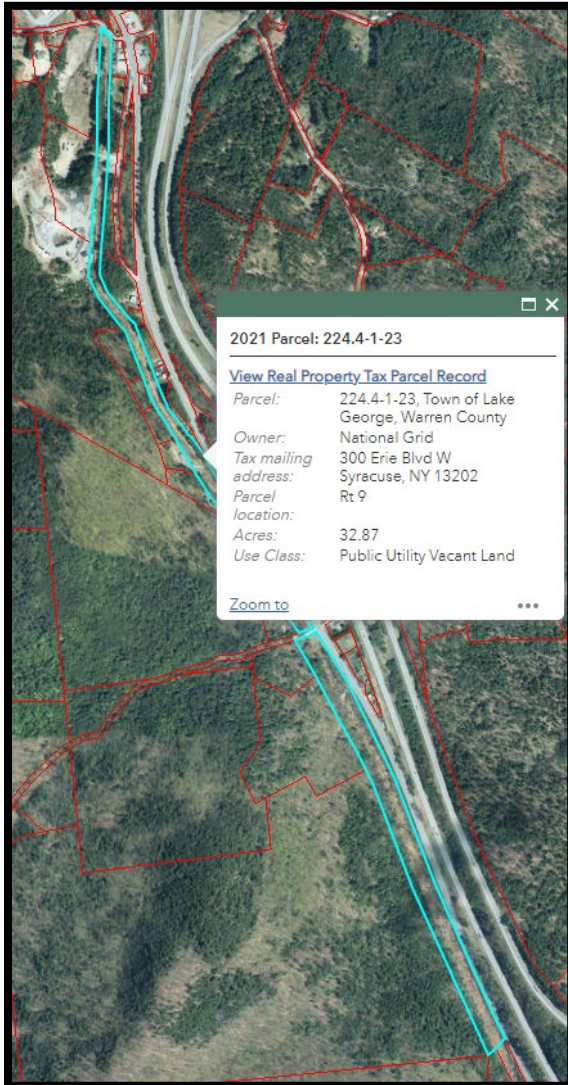 2021 Parcel: 224.4-1-23
View Real Property Tax Parcel Record
Parcel: 224.4-1-23, Town of Lake
George, Warren County
Owner: National Grid
Tax mailing 300 Erie Blvd W
address: Syracuse, NY 13202
Parcel Rt 9
location:
Acres: 32.87
Use Class: Public Utility Vacant Land
Zoom to